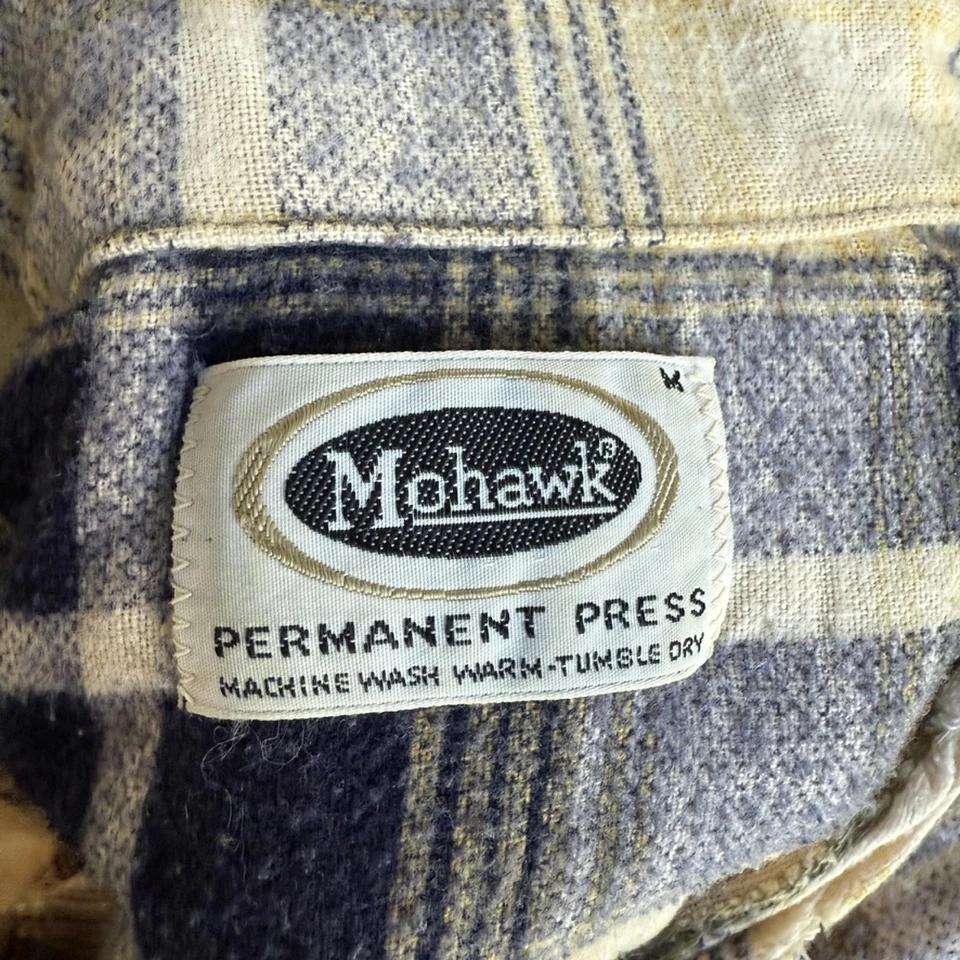 M
Mohawk®
PERMANENT PRESS
MACHINE WASH WARM-TUMBLE DRY